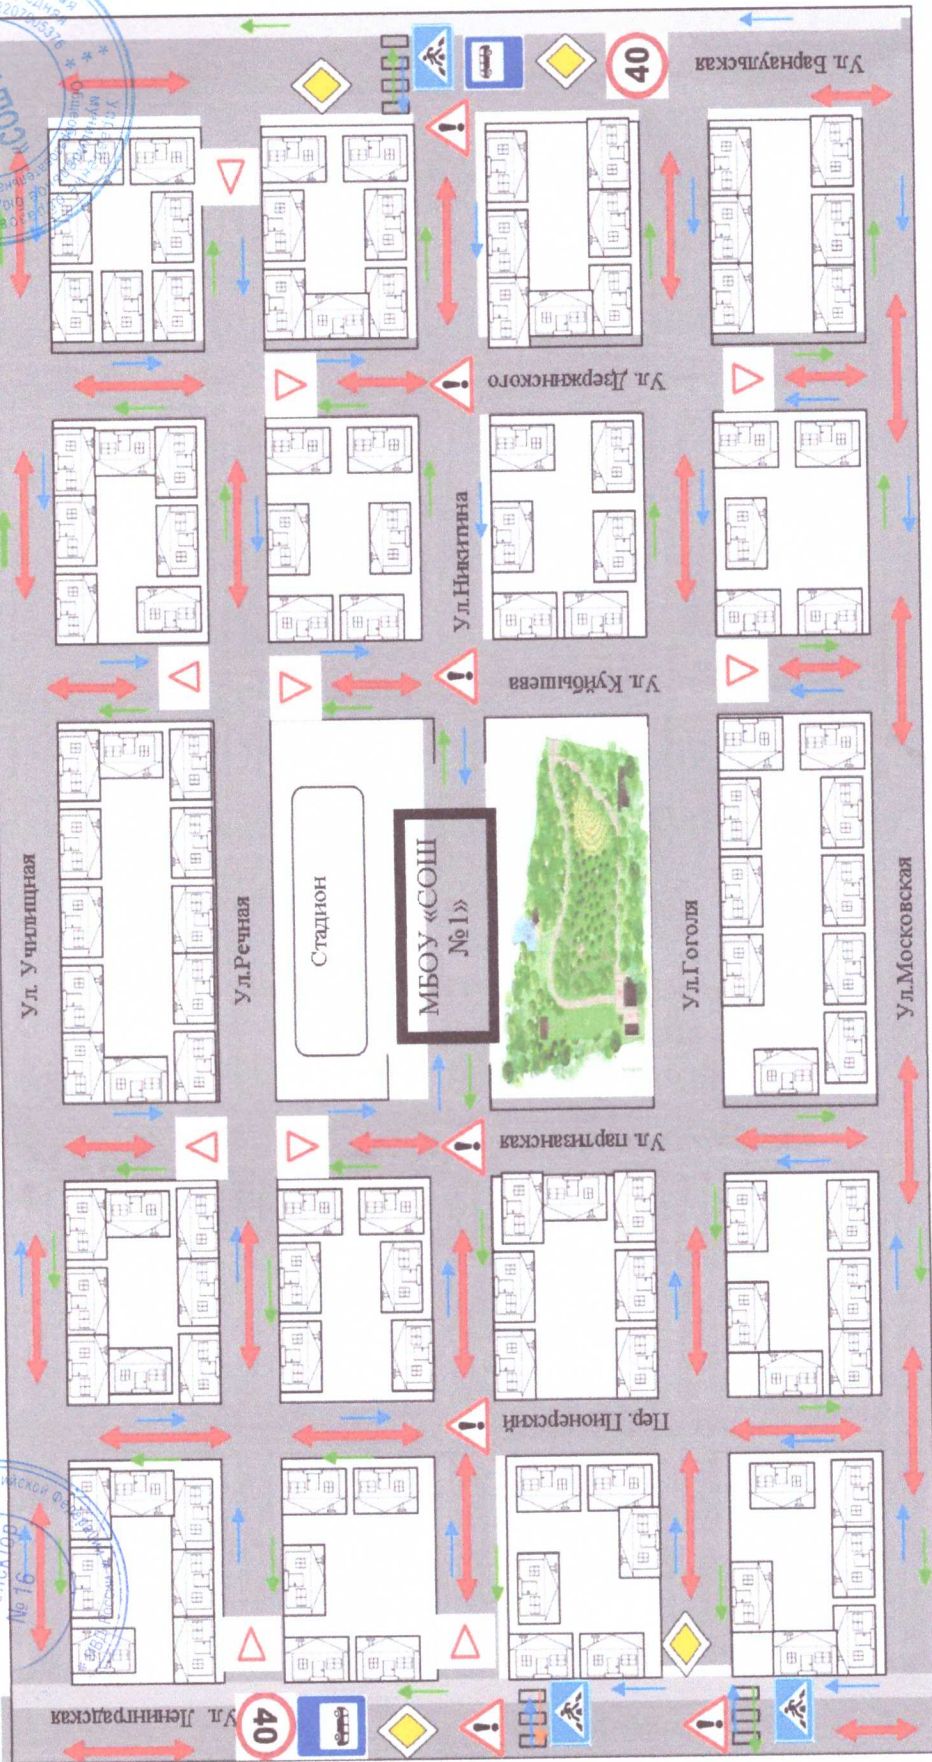 Ул. Училищная
Ул.Речная
Стадион
МБОУ «СОШ
№1»
Ул.Никитина
Ул.Гоголя
Ул.Московская
Ул. Барнаульская
40
Ул. Дзержинского
Ул. Куйбышева
Ул. партизанская
Пер. Пионерский
Ул. Ленинградская
40
№ 16